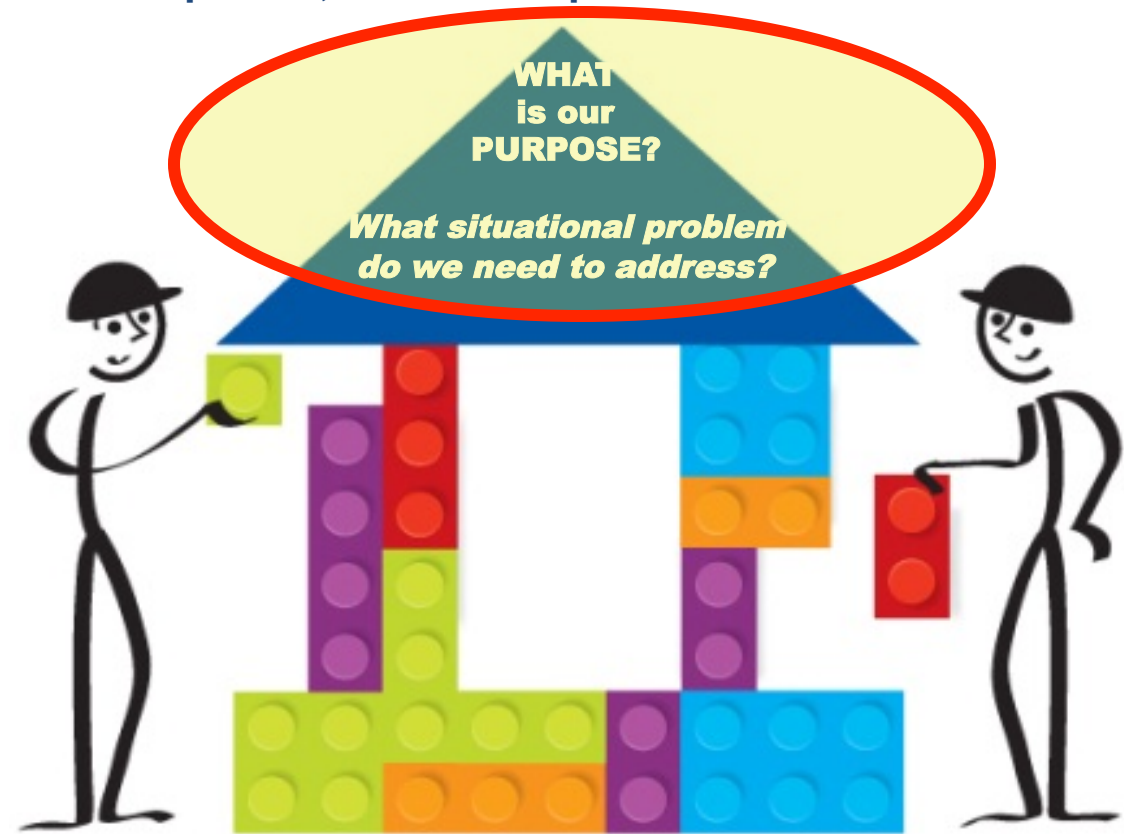 WHAT
is our
PURPOSE?
What situational problem
do we need to address?